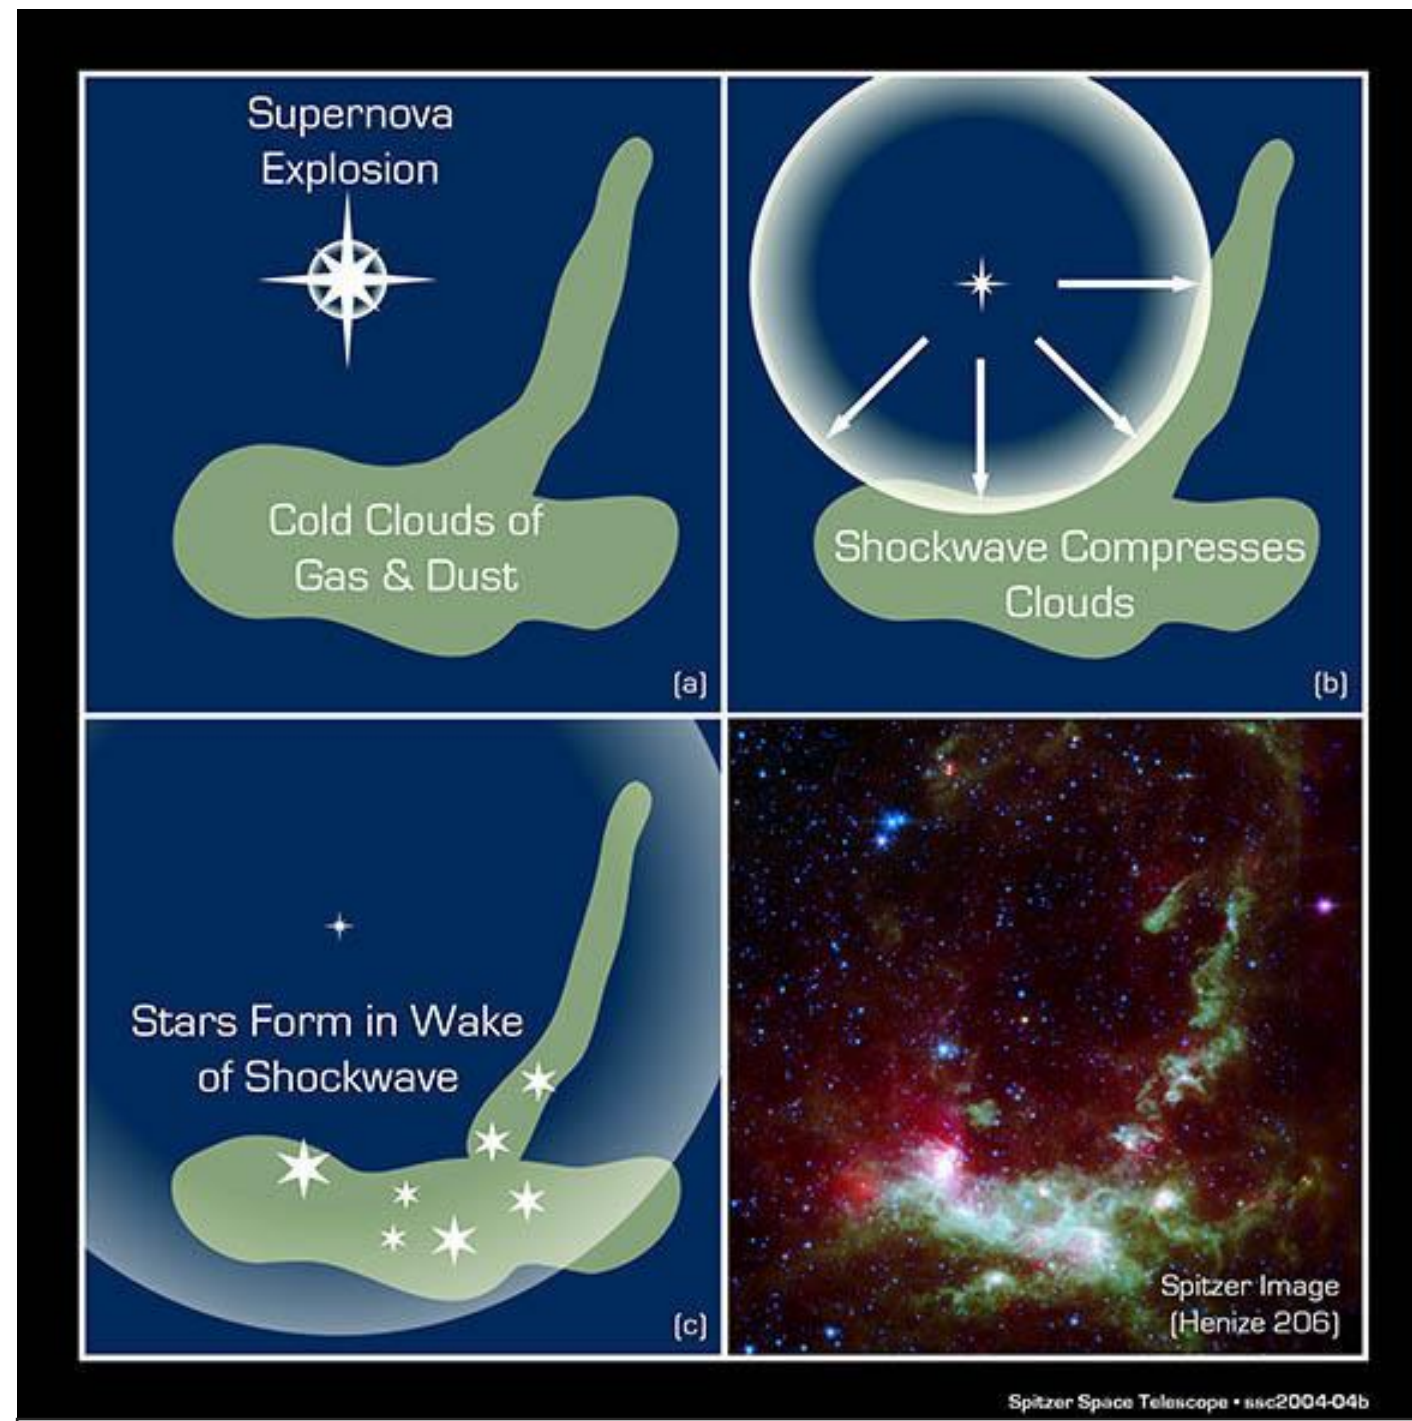 Supernova
Explosion
Cold Clouds of
Gas & Dust
(a)
Shockwave Compresses
Clouds
(b)
Stars Form in Wake
of Shockwave
(c)
Spitzer Image
(Henize 206)
Spitzer Space Telescope • ssc2004-04b